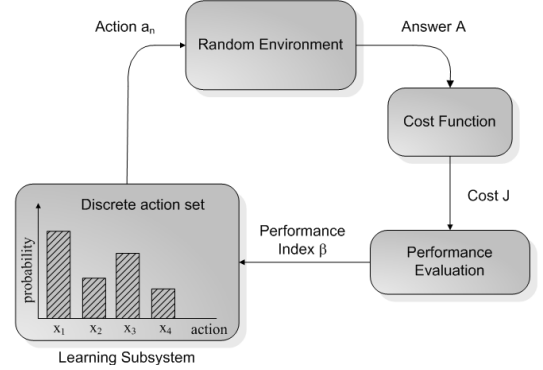 Action aₙ
Random Environment
Answer A
Cost Function
Cost J
Performance
Evaluation
Performance
Index β
Discrete action set
probability
x₁ x₂ x₃ x₄ action
Learning Subsystem